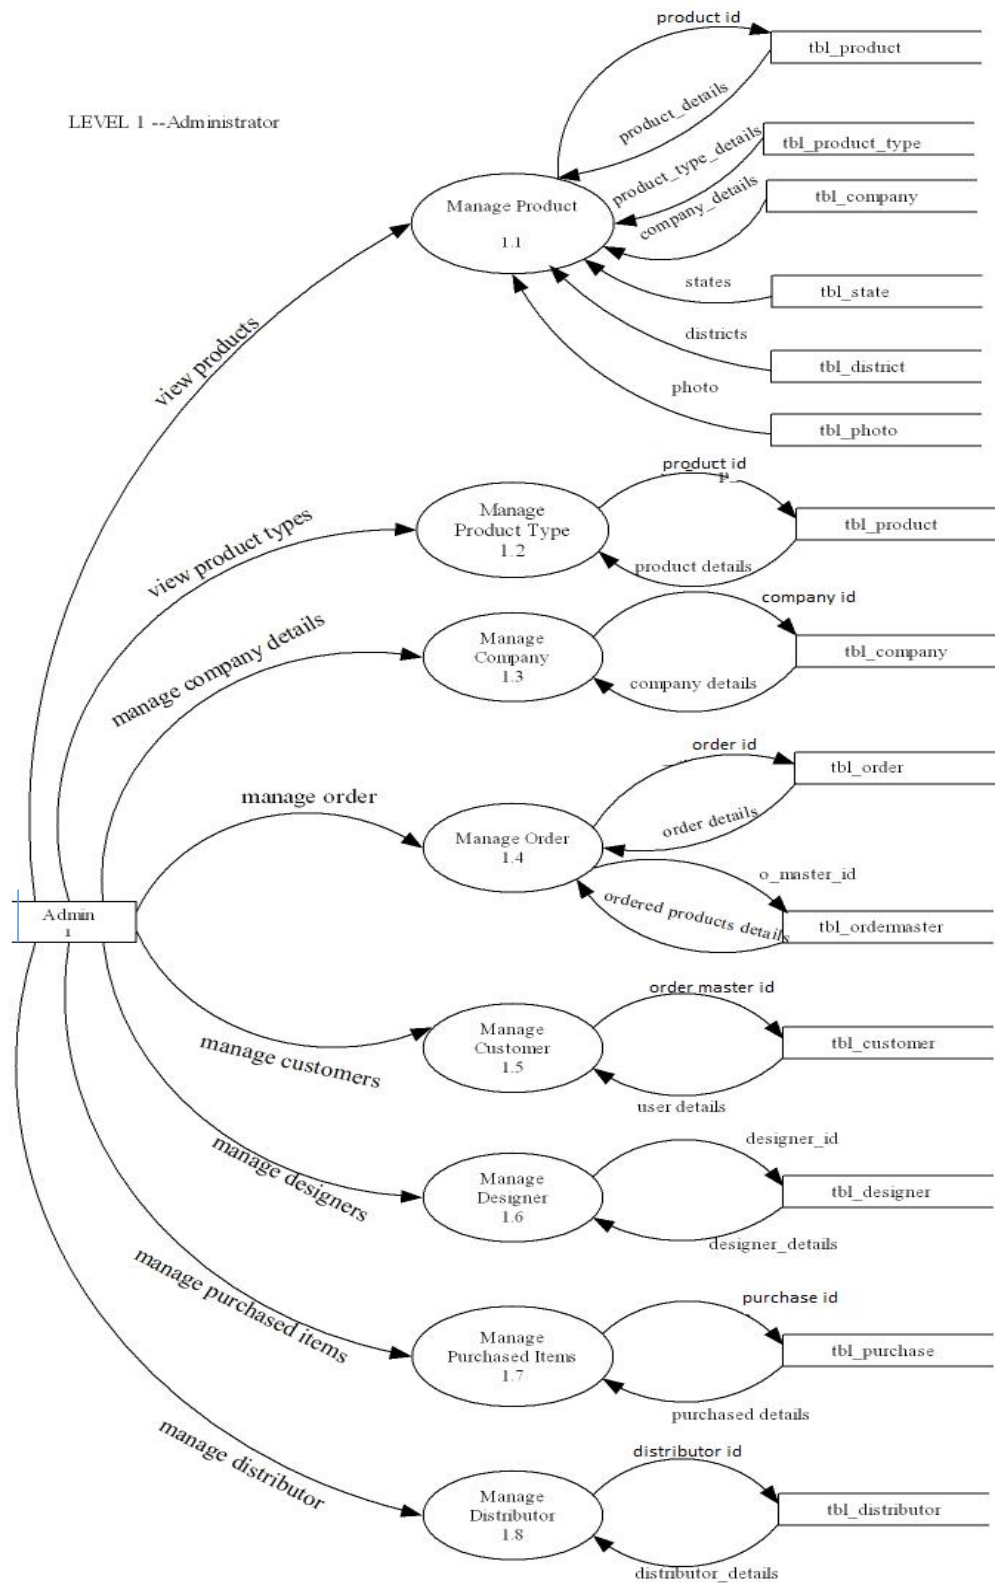 product id
tbl_product
LEVEL 1 --Administrator
product_details
product_type_details
tbl_product_type
company_details
tbl_company
Manage Product
1.1
states
tbl_state
districts
tbl_district
photo
tbl_photo
view products
product id
Manage
Product Type
1.2
tbl_product
product details
view product types
company id
Manage
Company
1.3
tbl_company
company details
manage company details
order id
tbl_order
manage order
order details
Manage Order
1.4
o_master_id
ordered products details
tbl_ordermaster
Admin
1
order master id
Manage
Customer
1.5
tbl_customer
manage customers
user details
designer_id
Manage
Designer
1.6
tbl_designer
manage designers
designer_details
purchase id
Manage
Purchased Items
1.7
tbl_purchase
manage purchased items
purchased details
distributor id
Manage
Distributor
1.8
tbl_distributor
manage distributor
distributor_details